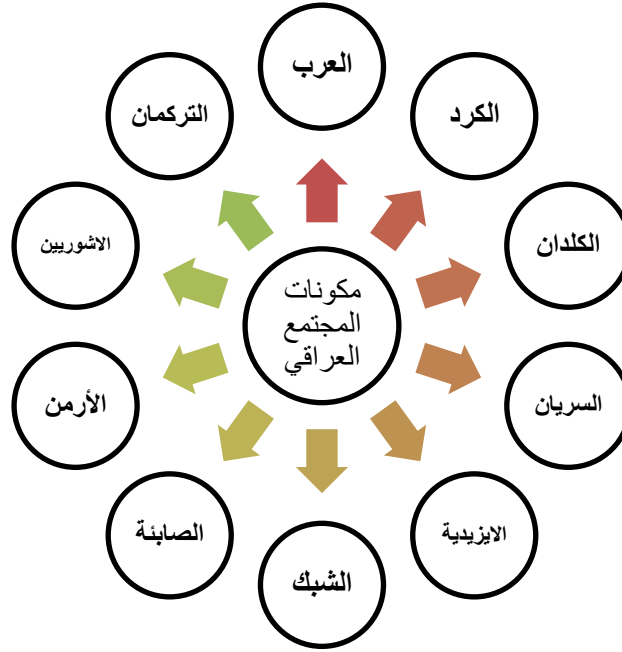 العرب
الكرد
الكلدان
السريان
الايزيدية
الشبك
الصابئة
الأرمن
الاشوريين
التركمان
مكونات
المجتمع
العراقي